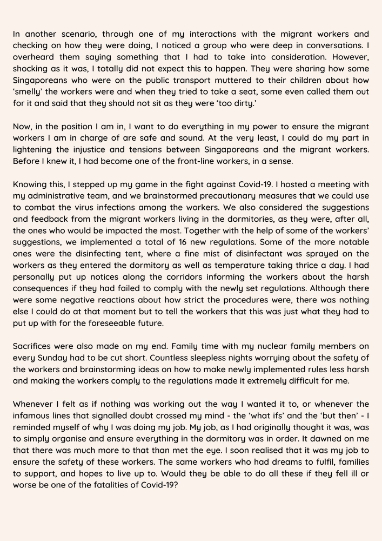 In another scenario, through one of my interactions with the migrant workers and
checking on how they were doing, I noticed a group who were deep in conversations. I
overheard them saying something that I had to take into consideration. However,
shocking as it was, I totally did not expect this to happen. They were sharing how some
Singaporeans who were on the public transport muttered to their children about how
'smelly' the workers were and when they tried to take a seat, some even called them out
for it and said that they should not sit as they were 'too dirty.'
Now, in the position I am in, I want to do everything in my power to ensure the migrant
workers I am in charge of are safe and sound. At the very least, I could do my part in
lightening the injustice and tensions between Singaporeans and the migrant workers.
Before I knew it, I had become one of the front-line workers, in a sense.
Knowing this, I stepped up my game in the fight against Covid-19. I hosted a meeting with
my administrative team, and we brainstormed precautionary measures that we could use
to combat the virus infections among the workers. We also considered the suggestions
and feedback from the migrant workers living in the dormitories, as they were, after all,
the ones who would be impacted the most. Together with the help of some of the workers'
suggestions, we implemented a total of 16 new regulations. Some of the more notable
ones were the disinfecting tent, where a fine mist of disinfectant was sprayed on the
workers as they entered the dormitory as well as temperature taking thrice a day. I had
personally put up notices along the corridors informing the workers about the harsh
consequences if they had failed to comply with the newly set regulations. Although there
were some negative reactions about how strict the procedures were, there was nothing
else I could do at that moment but to tell the workers that this was just what they had to
put up with for the foreseeable future.
Sacrifices were also made on my end. Family time with my nuclear family members on
every Sunday had to be cut short. Countless sleepless nights worrying about the safety of
the workers and brainstorming ideas on how to make newly implemented rules less harsh
and making the workers comply to the regulations made it extremely difficult for me.
Whenever I felt as if nothing was working out the way I wanted it to, or whenever the
infamous lines that signalled doubt crossed my mind - the 'what ifs' and the 'but then' - I
reminded myself of why I was doing my job. My job, as I had originally thought it was, was
to simply organise and ensure everything in the dormitory was in order. It dawned on me
that there was much more to that than met the eye. I soon realised that it was my job to
ensure the safety of these workers. The same workers who had dreams to fulfil, families
to support, and hopes to live up to. Would they be able to do all these if they fell ill or
worse be one of the fatalities of Covid-19?